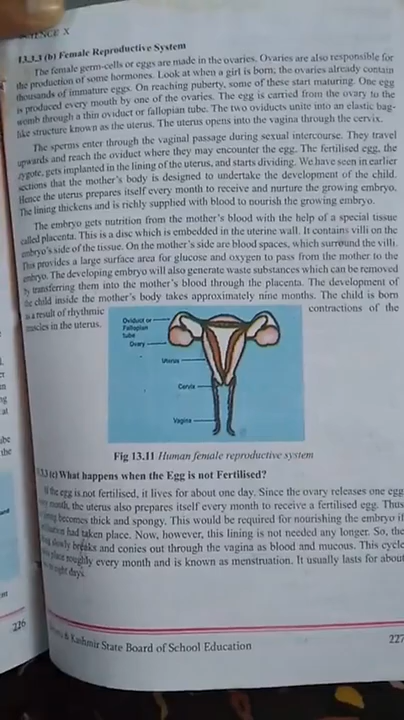 SCIENCE X
13.3.3 (b) Female Reproductive System
The female germ-cells or eggs are made in the ovaries. Ovaries are also responsible for
the production of some hormones. Look at when a girl is born; the ovaries already contain
thousands of immature eggs. On reaching puberty, some of these start maturing. One egg
is produced every mouth by one of the ovaries. The egg is carried from the ovary to the
womb through a thin oviduct or fallopian tube. The two oviducts unite into an elastic bag-
like structure known as the uterus. The uterus opens into the vagina through the cervix.
The sperms enter through the vaginal passage during sexual intercourse. They travel
upwards and reach the oviduct where they may encounter the egg. The fertilised egg, the
zygote, gets implanted in the lining of the uterus, and starts dividing. We have seen in earlier
sections that the mother's body is designed to undertake the development of the child.
Hence the uterus prepares itself every month to receive and nurture the growing embryo.
The lining thickens and is richly supplied with blood to nourish the growing embryo.
The embryo gets nutrition from the mother's blood with the help of a special tissue
called placenta. This is a disc which is embedded in the uterine wall. It contains villi on the
embryo's side of the tissue. On the mother's side are blood spaces, which surround the villi.
This provides a large surface area for glucose and oxygen to pass from the mother to the
embryo. The developing embryo will also generate waste substances which can be removed
by transferring them into the mother's blood through the placenta. The development of
the child inside the mother's body takes approximately nine months. The child is born
as a result of rhythmic contractions of the
muscles in the uterus.
Oviduct or
Fallopian
tube
Ovary
Uterus
Cervix
Vagina
Fig 13.11 Human female reproductive system
(c) What happens when the Egg is not Fertilised?
If the egg is not fertilised, it lives for about one day. Since the ovary releases one egg
month, the uterus also prepares itself every month to receive a fertilised egg. Thus
becomes thick and spongy. This would be required for nourishing the embryo if
had taken place. Now, however, this lining is not needed any longer. So, the
slowly breaks and conies out through the vagina as blood and mucous. This cycle
place roughly every month and is known as menstruation. It usually lasts for about
days.
226
& Kashmir State Board of School Education
227